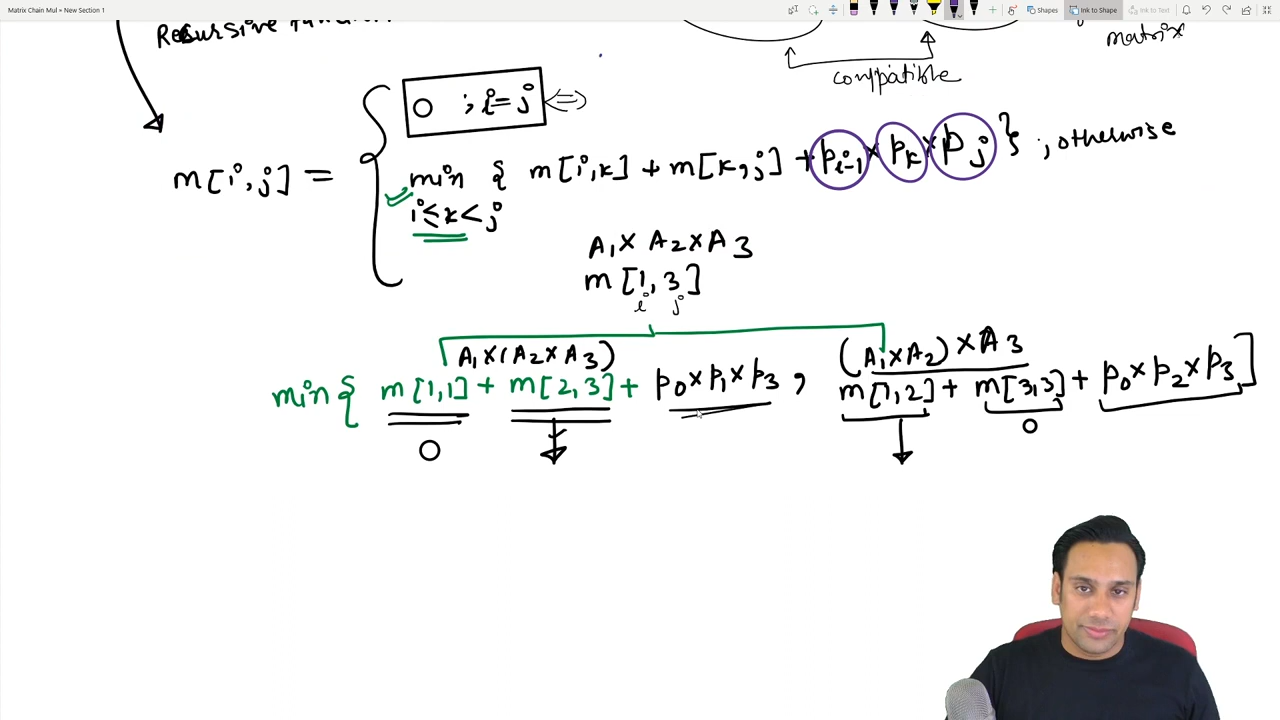 Matrix Chain Mul » New Section 1
Shapes
Ink to Shape
Ink to Text
Recursive
matrix
compatible
0 ; i=j
m[i,j] = min { m[i,k] + m[k,j] + pi-1 × pk × pj } ; otherwise
i≤k<j
A1 × A2 × A3
m[1,3]
i j
A1×(A2×A3) (A1×A2)×A3
min { m[1,1] + m[2,3] + p0×p1×p3 , m[1,2] + m[3,3] + p0×p2×p3 ]
0 0